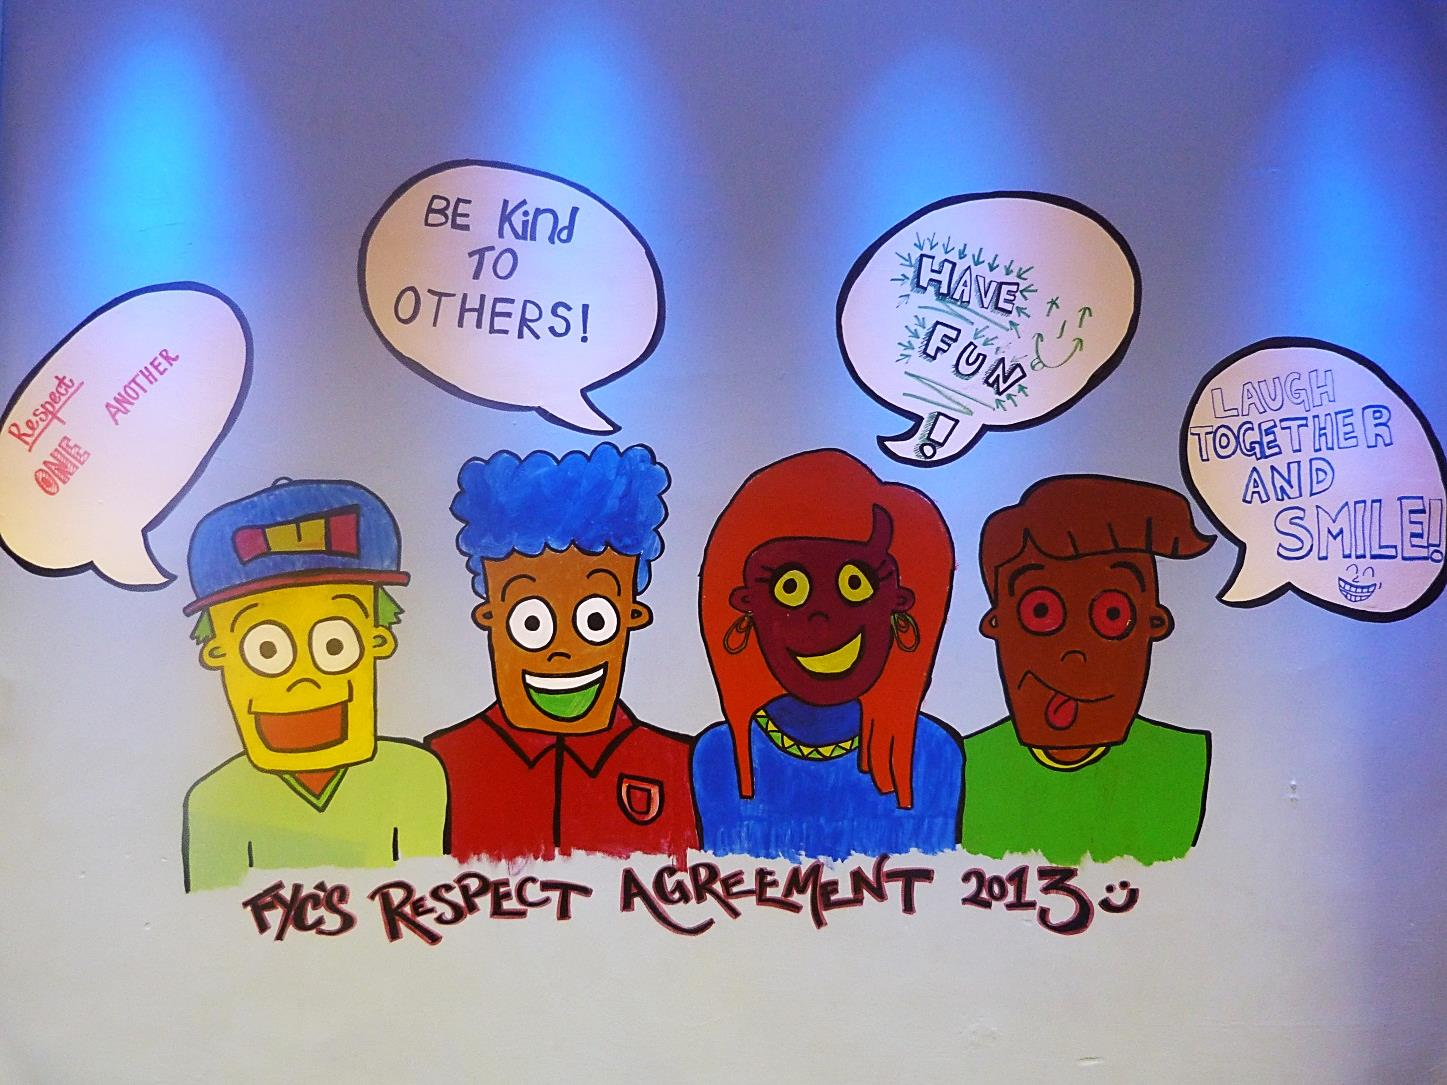 Respect
ONE ANOTHER
BE Kind
TO
OTHERS!
HAVE
FUN
!
LAUGH
TOGETHER
AND
SMILE!
FYC'S RESPECT AGREEMENT 2013